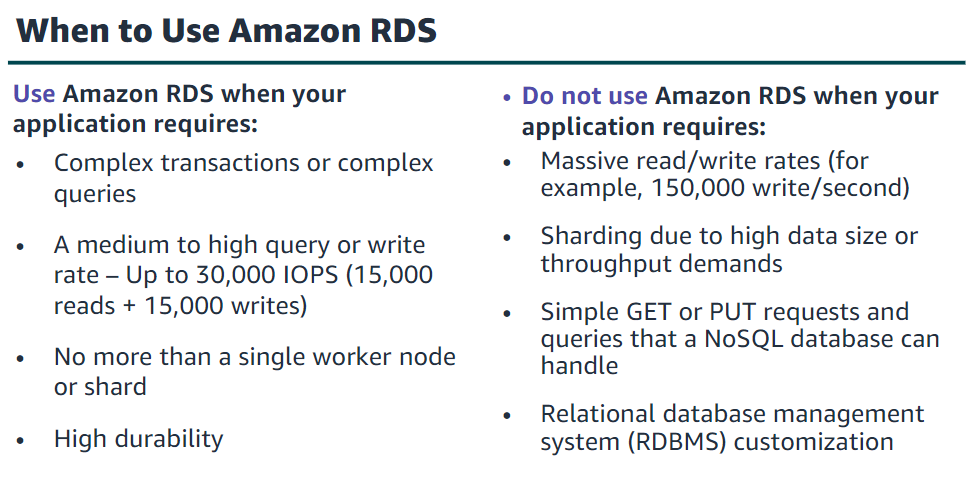 When to Use Amazon RDS
Use Amazon RDS when your
application requires:
• Complex transactions or complex
queries
• A medium to high query or write
rate – Up to 30,000 IOPS (15,000
reads + 15,000 writes)
• No more than a single worker node
or shard
• High durability
• Do not use Amazon RDS when your
application requires:
• Massive read/write rates (for
example, 150,000 write/second)
• Sharding due to high data size or
throughput demands
• Simple GET or PUT requests and
queries that a NoSQL database can
handle
• Relational database management
system (RDBMS) customization